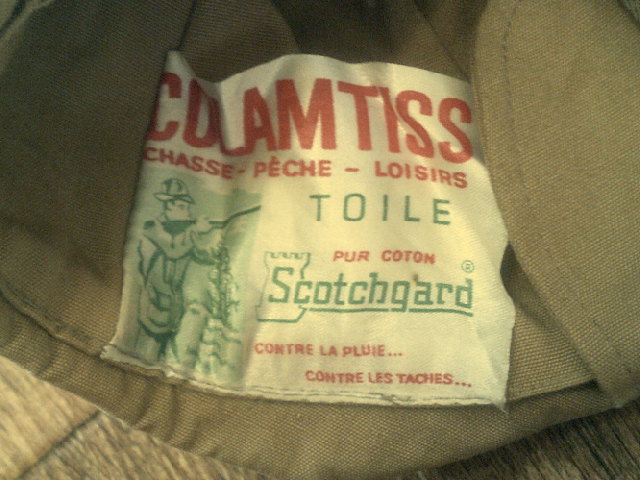 COLAMTISS
CHASSE - PÊCHE - LOISIRS
TOILE
PUR COTON
Scotchgard ®
CONTRE LA PLUIE...
CONTRE LES TACHES...